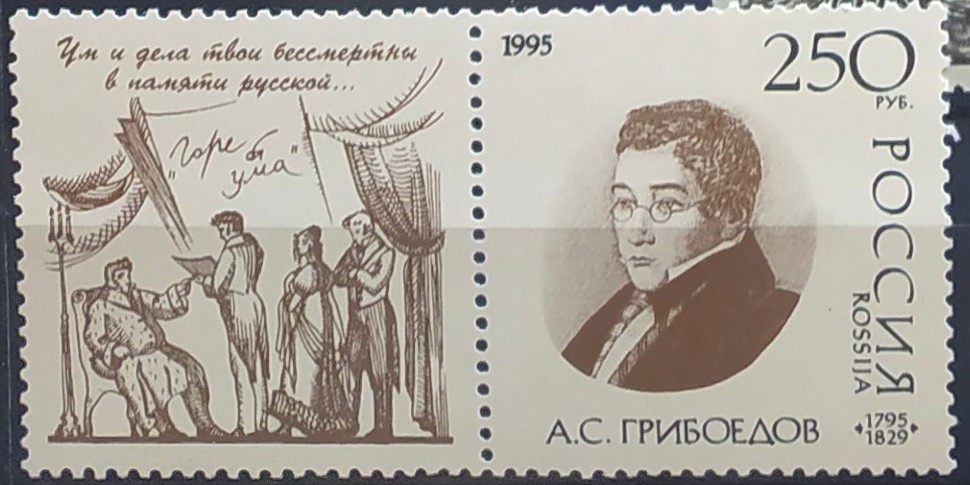 Ум и дела твои бессмертны
в памяти русской...
"Горе
от
ума"
1995
250
РУБ.
РОССИЯ
ROSSIJA
А.С. ГРИБОЕДОВ
1795
1829